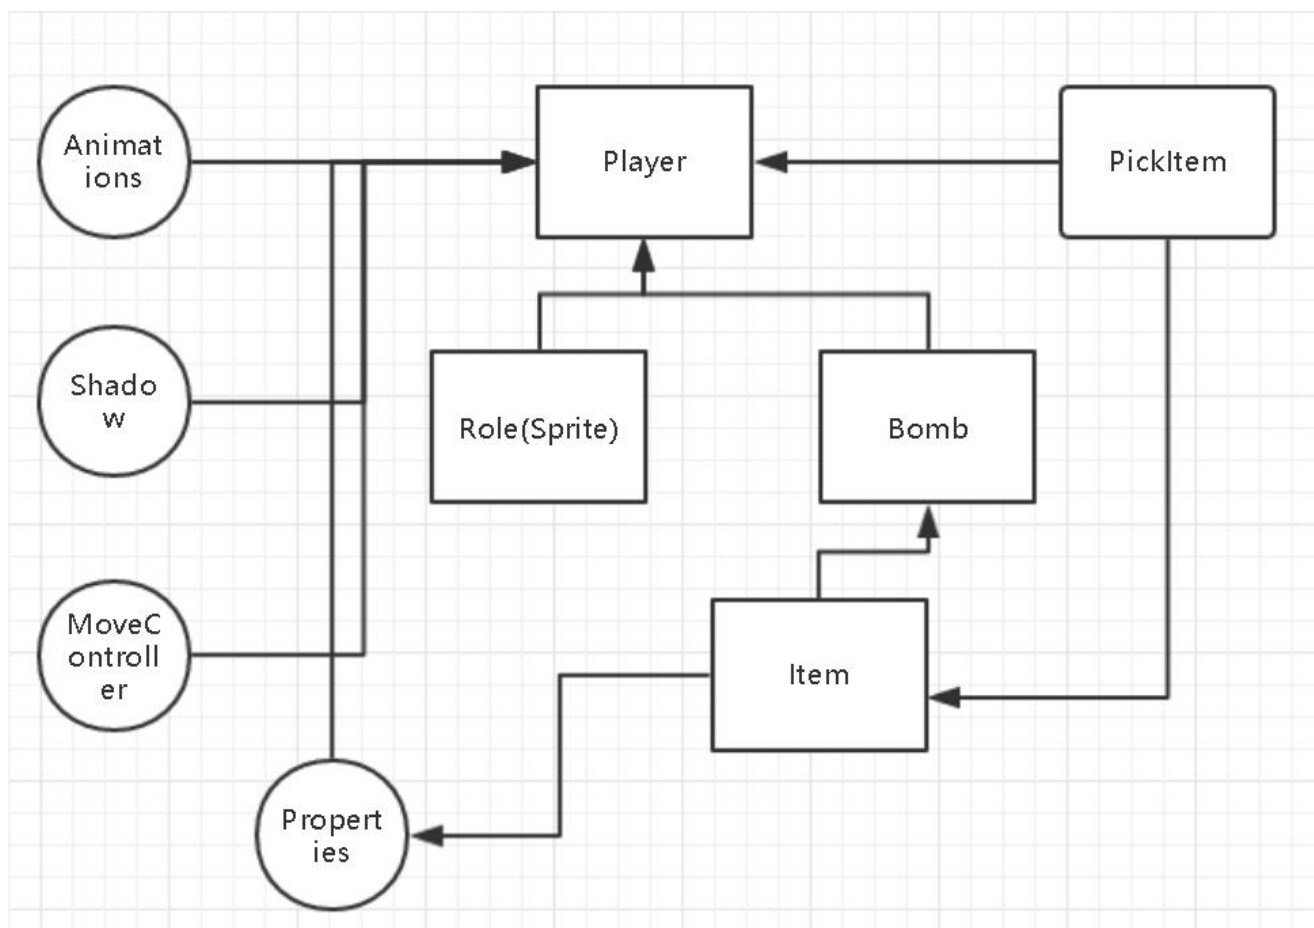 Animat
ions
Player
PickItem
Shado
w
Role(Sprite)
Bomb
MoveC
ontroll
er
Item
Propert
ies